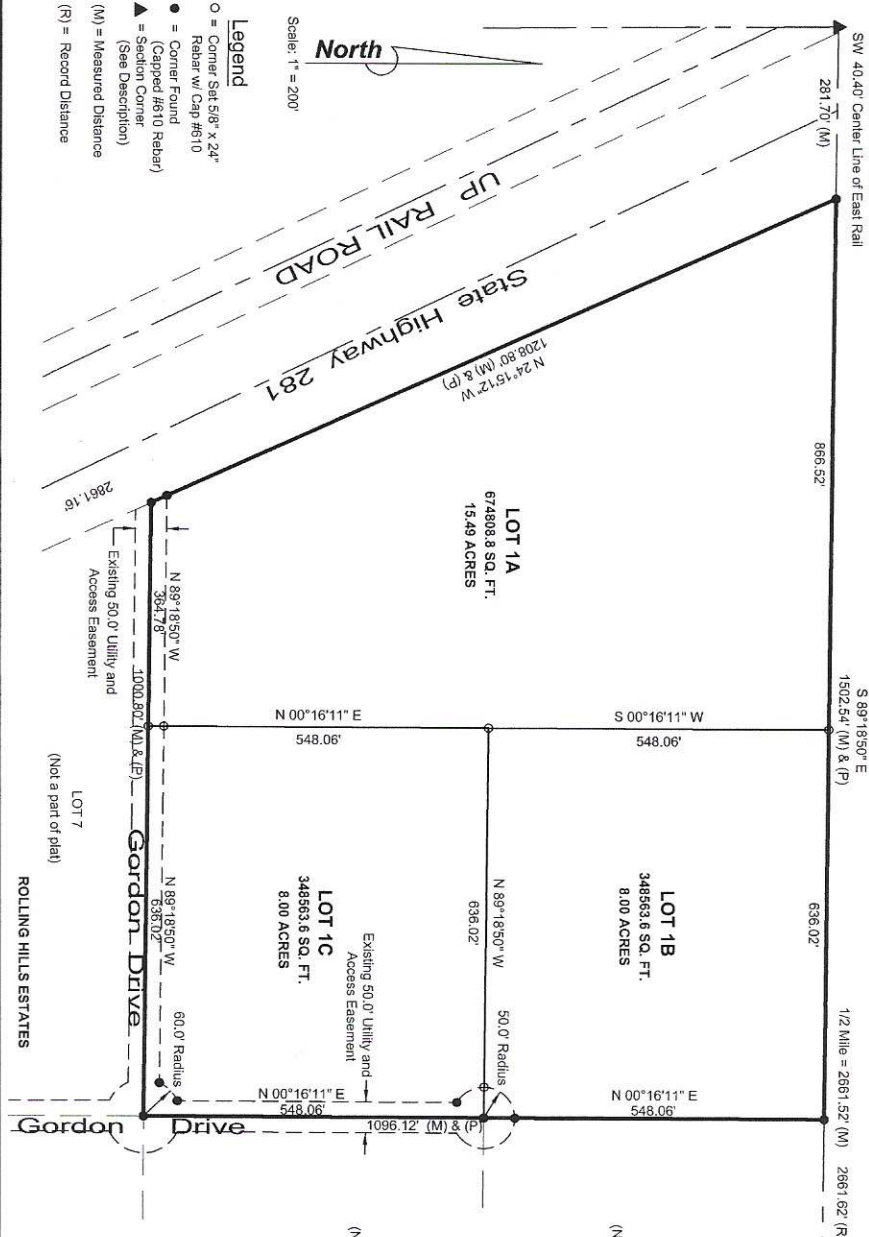 SW 40.40' Center Line of East Rail
281.70' (M)
866.52'
S 89°18'50" E
1502.54' (M) & (P)
636.02'
1/2 Mile = 2661.52' (M)
2661.62' (R
North
Scale: 1" = 200'
UP RAIL ROAD
State Highway 281
N 24°15'12" W
1208.80' (M) & (P)
2861.16'
LOT 1A
674808.8 SQ. FT.
15.49 ACRES
S 00°16'11" W
548.06'
N 00°16'11" E
548.06'
LOT 1B
348563.6 SQ. FT.
8.00 ACRES
N 89°18'50" W
636.02'
50.0' Radius
N 00°16'11" E
548.06'
LOT 1C
348563.6 SQ. FT.
8.00 ACRES
Existing 50.0' Utility and
Access Easement
N 00°16'11" E
548.06'
1096.12' (M) & (P)
N 89°18'50" W
364.78'
1000.80' (M) & (P)
N 89°18'50" W
636.02'
60.0' Radius
Existing 50.0' Utility and
Access Easement
Gordon Drive
Gordon Drive
LOT 7
(Not a part of plat)
ROLLING HILLS ESTATES
(N
(N
Legend
O = Corner Set 5/8" x 24"
Rebar w/ Cap #610
● = Corner Found
(Capped #610 Rebar)
▲ = Section Corner
(See Description)
(M) = Measured Distance
(R) = Record Distance